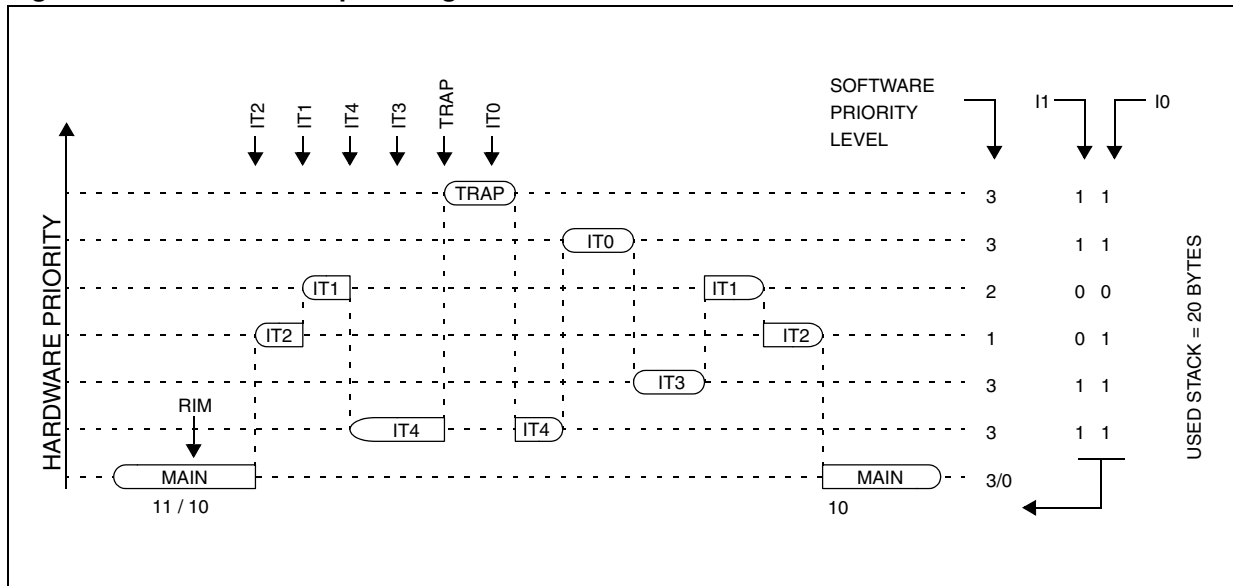 IT2
IT1
IT4
IT3
TRAP
IT0
SOFTWARE
PRIORITY
LEVEL
I1
I0
HARDWARE PRIORITY
USED STACK = 20 BYTES
TRAP
3
1 1
IT0
3
1 1
IT1
IT1
2
0 0
IT2
IT2
1
0 1
IT3
3
1 1
RIM
IT4
IT4
3
1 1
MAIN
MAIN
3/0
11 / 10
10